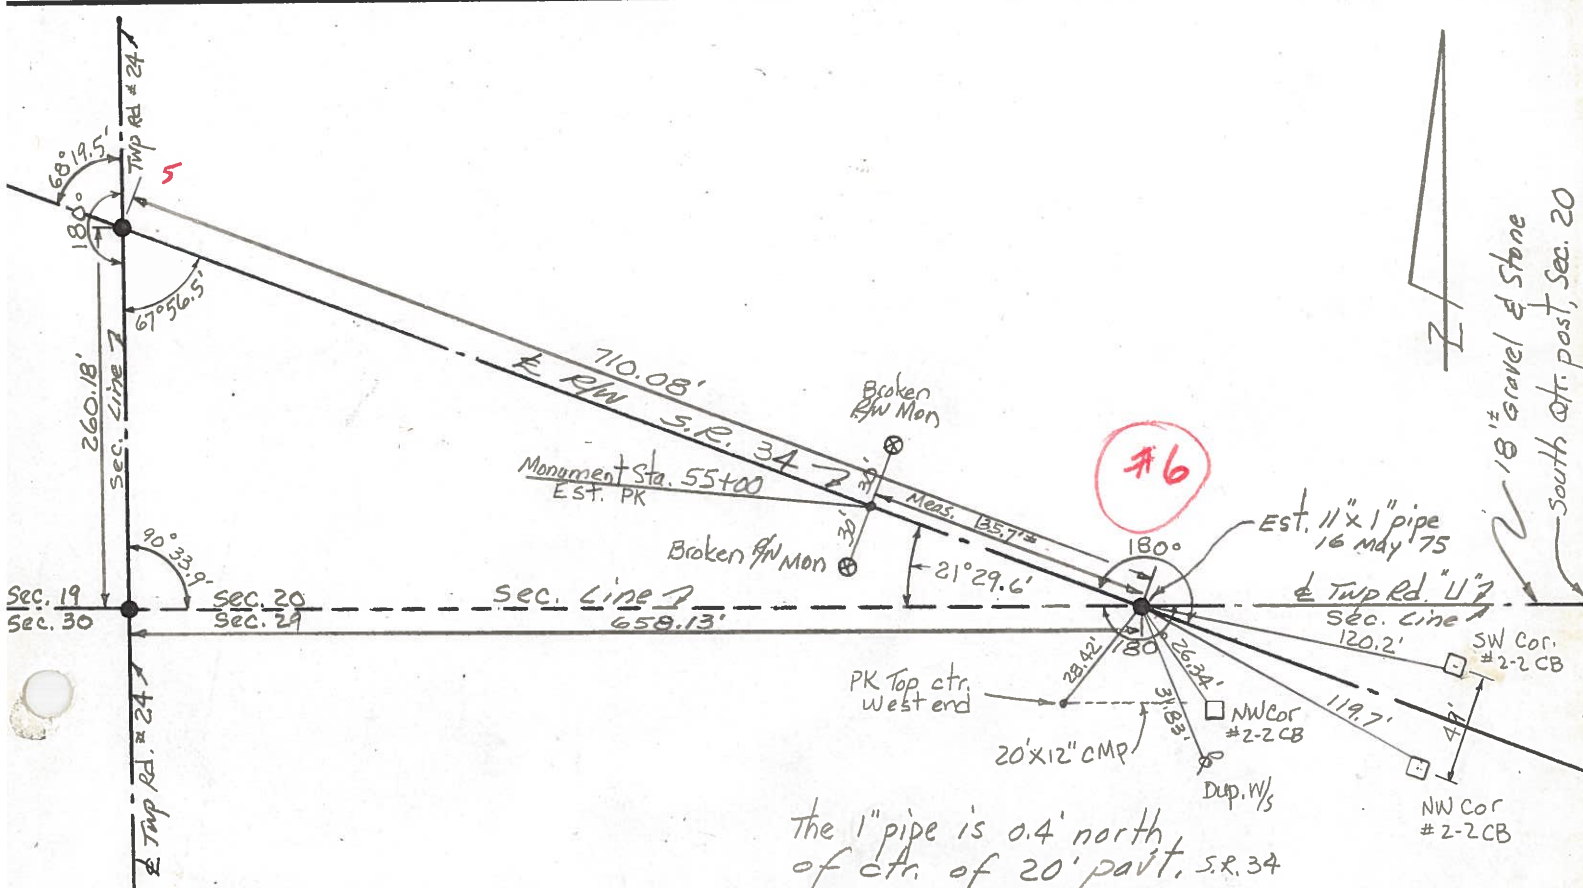 Twp Rd #24
68°19.5'
5
180°
67°56.5'
260.18'
Sec. Line
710.08'
℄ R/W S.R. 34
Broken
R/W Mon
30'
Monument Sta. 55+00
Est. PK
Meas. 135.7'±
30'
Broken R/W Mon
#6
Est. 11"x1"pipe
16 May 75
18'± Gravel & Stone
South Qtr. post, Sec. 20
180°
21°29.6'
90°33.9'
Sec. 19
Sec. 30
Sec. 20
Sec. 29
Sec. Line
658.13'
℄ Twp Rd. "U"
Sec. Line
120.2'
SW Cor.
#2-2 CB
180°
28.42'
26.34'
31.83'
119.7'
49'
PK Top ctr.
West end
20'x12" CMP
NW Cor
#2-2 CB
Dup. W/s
NW Cor
#2-2 CB
℄ Twp Rd. #24
The 1"pipe is 0.4' north
of ctr. of 20' pav't. S.R. 34